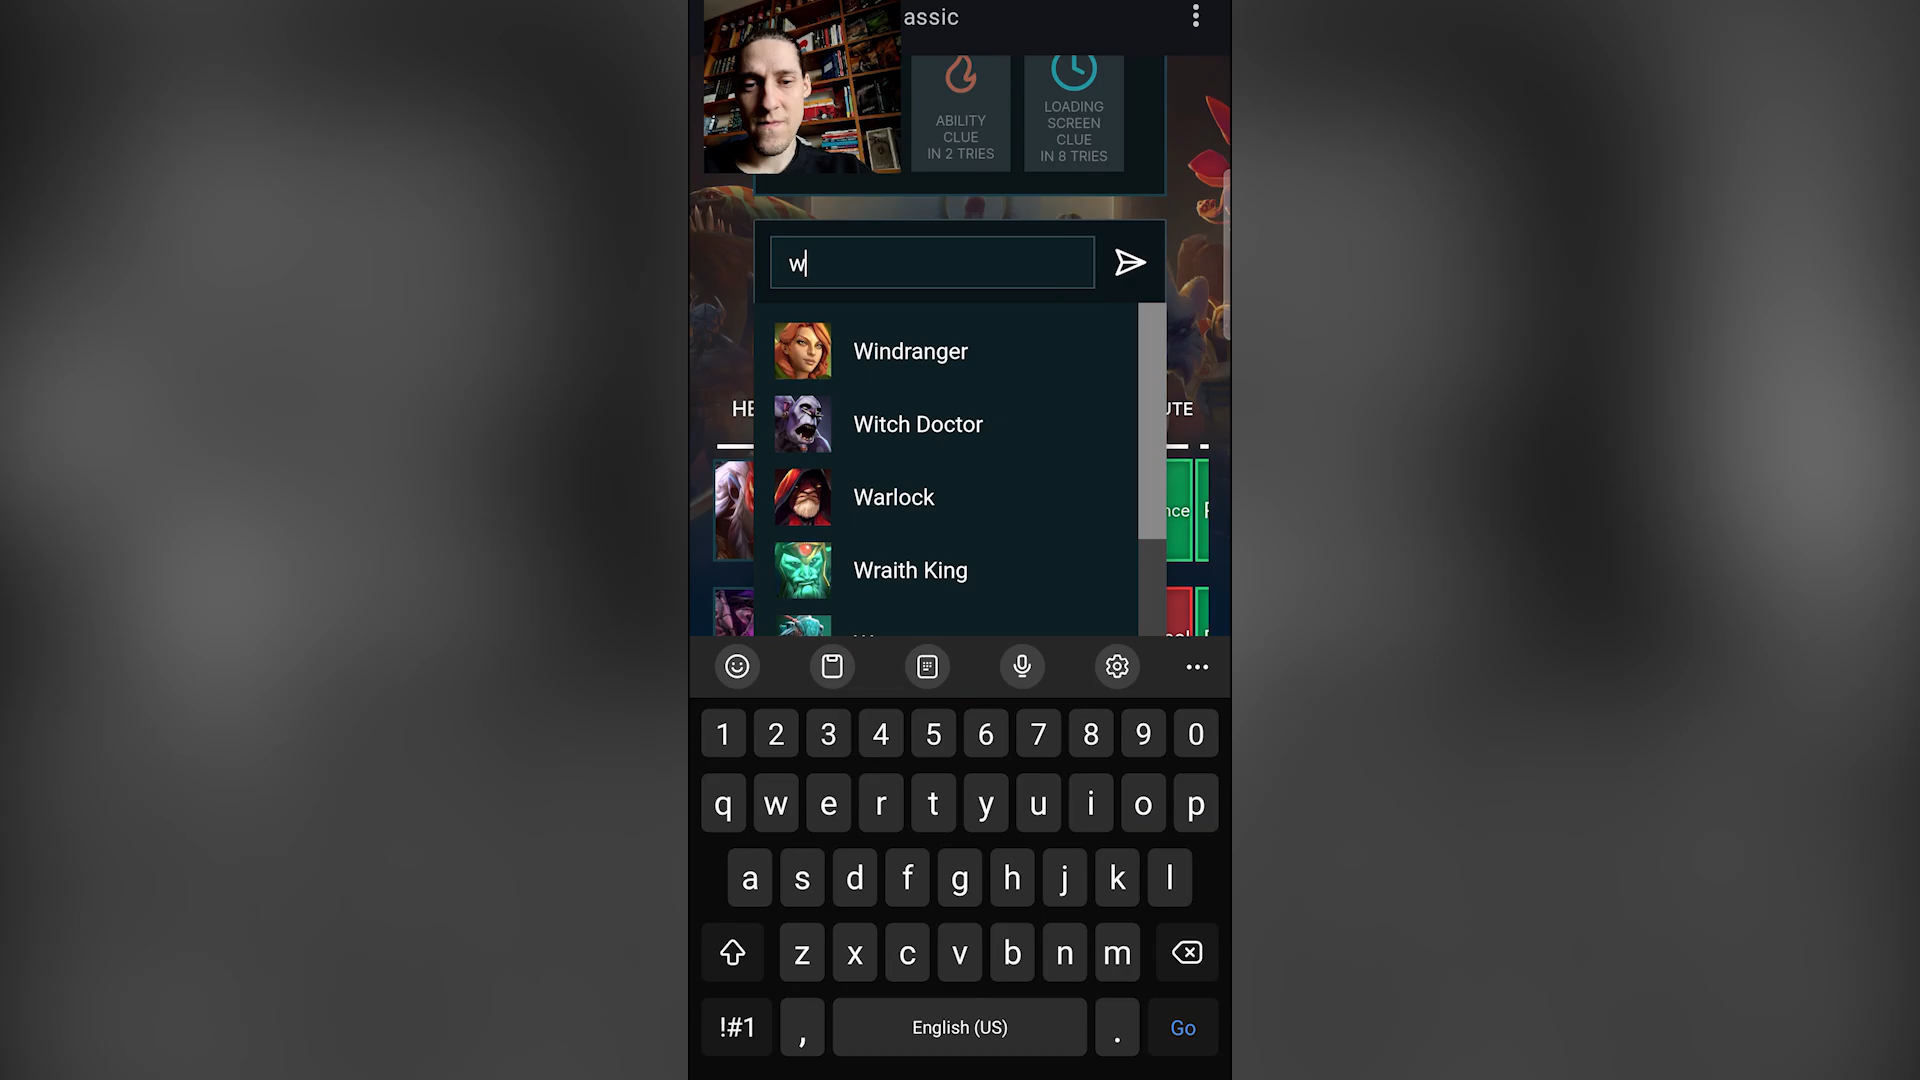 assic
ABILITY
CLUE
IN 2 TRIES
LOADING
SCREEN
CLUE
IN 8 TRIES
w
Windranger
Witch Doctor
Warlock
Wraith King
HE
UTE
nce
1 2 3 4 5 6 7 8 9 0
q w e r t y u i o p
a s d f g h j k l
z x c v b n m
!#1 , English (US) . Go